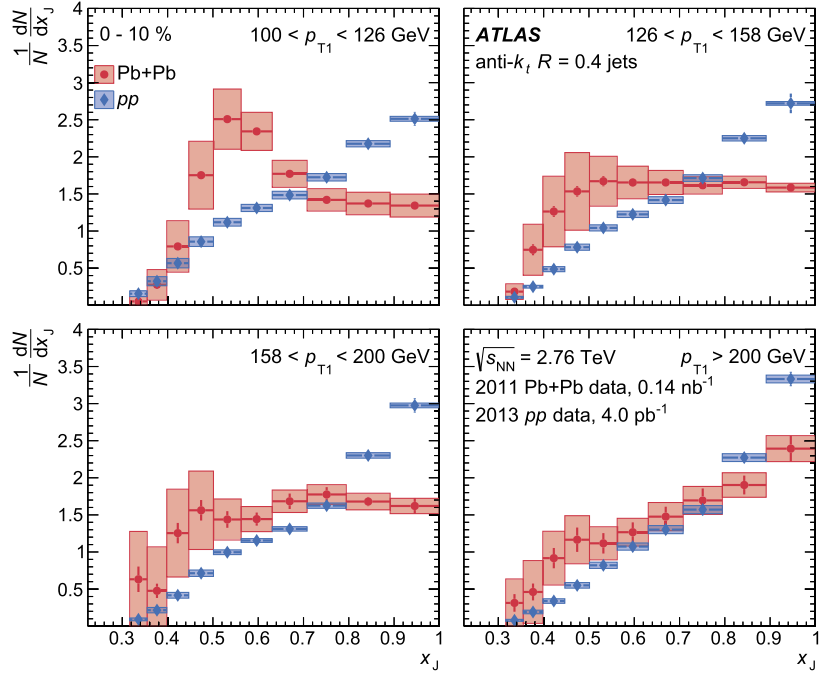 1/N dN/dx_J
4
3.5
3
2.5
2
1.5
1
0.5
0 - 10 %
100 < p_T1 < 126 GeV
Pb+Pb
pp
ATLAS
126 < p_T1 < 158 GeV
anti-k_t R = 0.4 jets
1/N dN/dx_J
4
3.5
3
2.5
2
1.5
1
0.5
158 < p_T1 < 200 GeV
√s_NN = 2.76 TeV
p_T1 > 200 GeV
2011 Pb+Pb data, 0.14 nb⁻¹
2013 pp data, 4.0 pb⁻¹
0.3 0.4 0.5 0.6 0.7 0.8 0.9 1
x_J
0.3 0.4 0.5 0.6 0.7 0.8 0.9 1
x_J